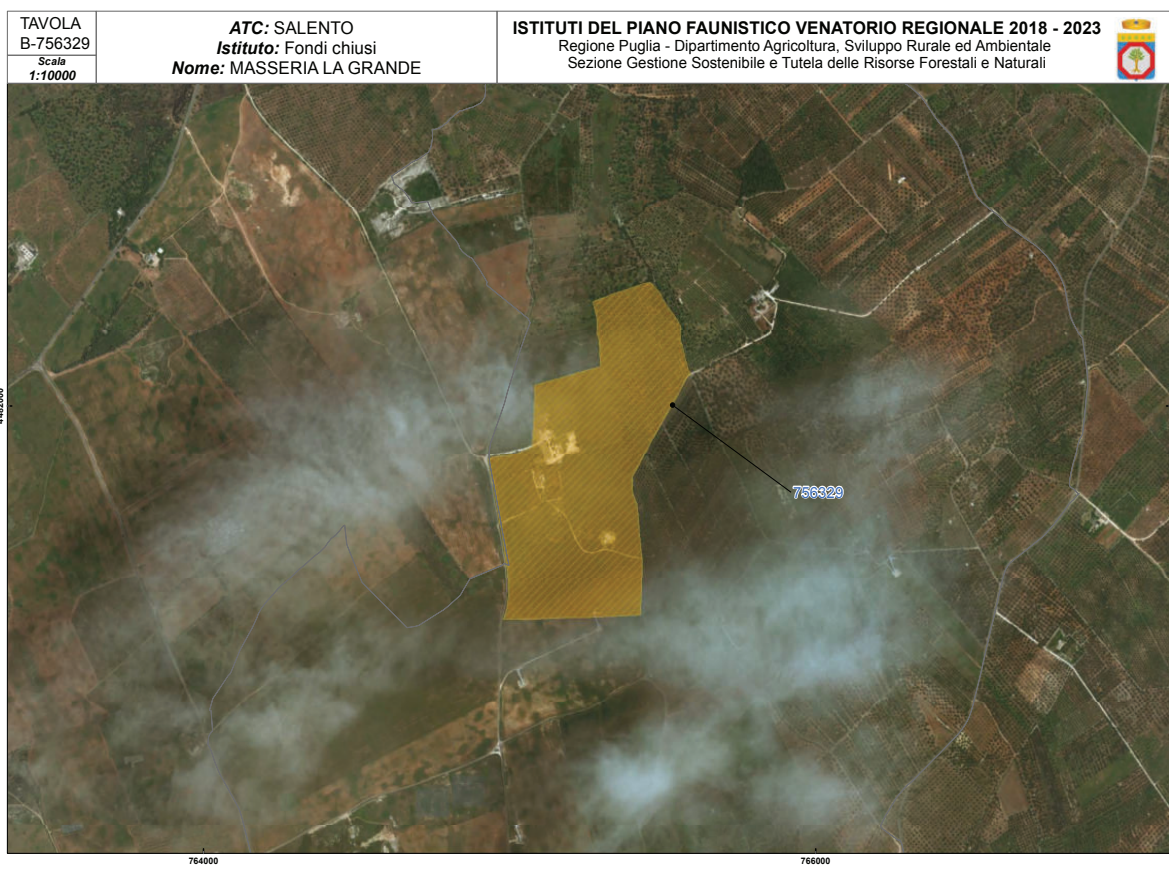 TAVOLA
B-756329
Scala
1:10000
ATC: SALENTO
Istituto: Fondi chiusi
Nome: MASSERIA LA GRANDE
ISTITUTI DEL PIANO FAUNISTICO VENATORIO REGIONALE 2018 - 2023
Regione Puglia - Dipartimento Agricoltura, Sviluppo Rurale ed Ambientale
Sezione Gestione Sostenibile e Tutela delle Risorse Forestali e Naturali
756329
764000
766000